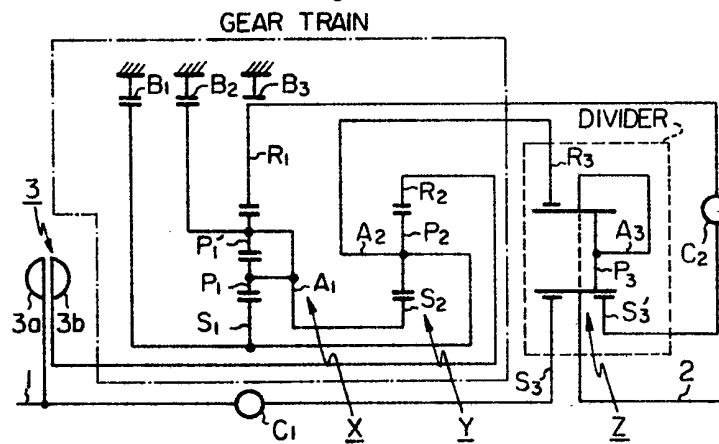 GEAR TRAIN
B1 B2 B3
DIVIDER
R1
R3
R2
3
P1'
A2
P2
A3
C2
P1
A1
P3
3a 3b
S1
S2
S3'
S3
1
2
C1
X
Y
Z